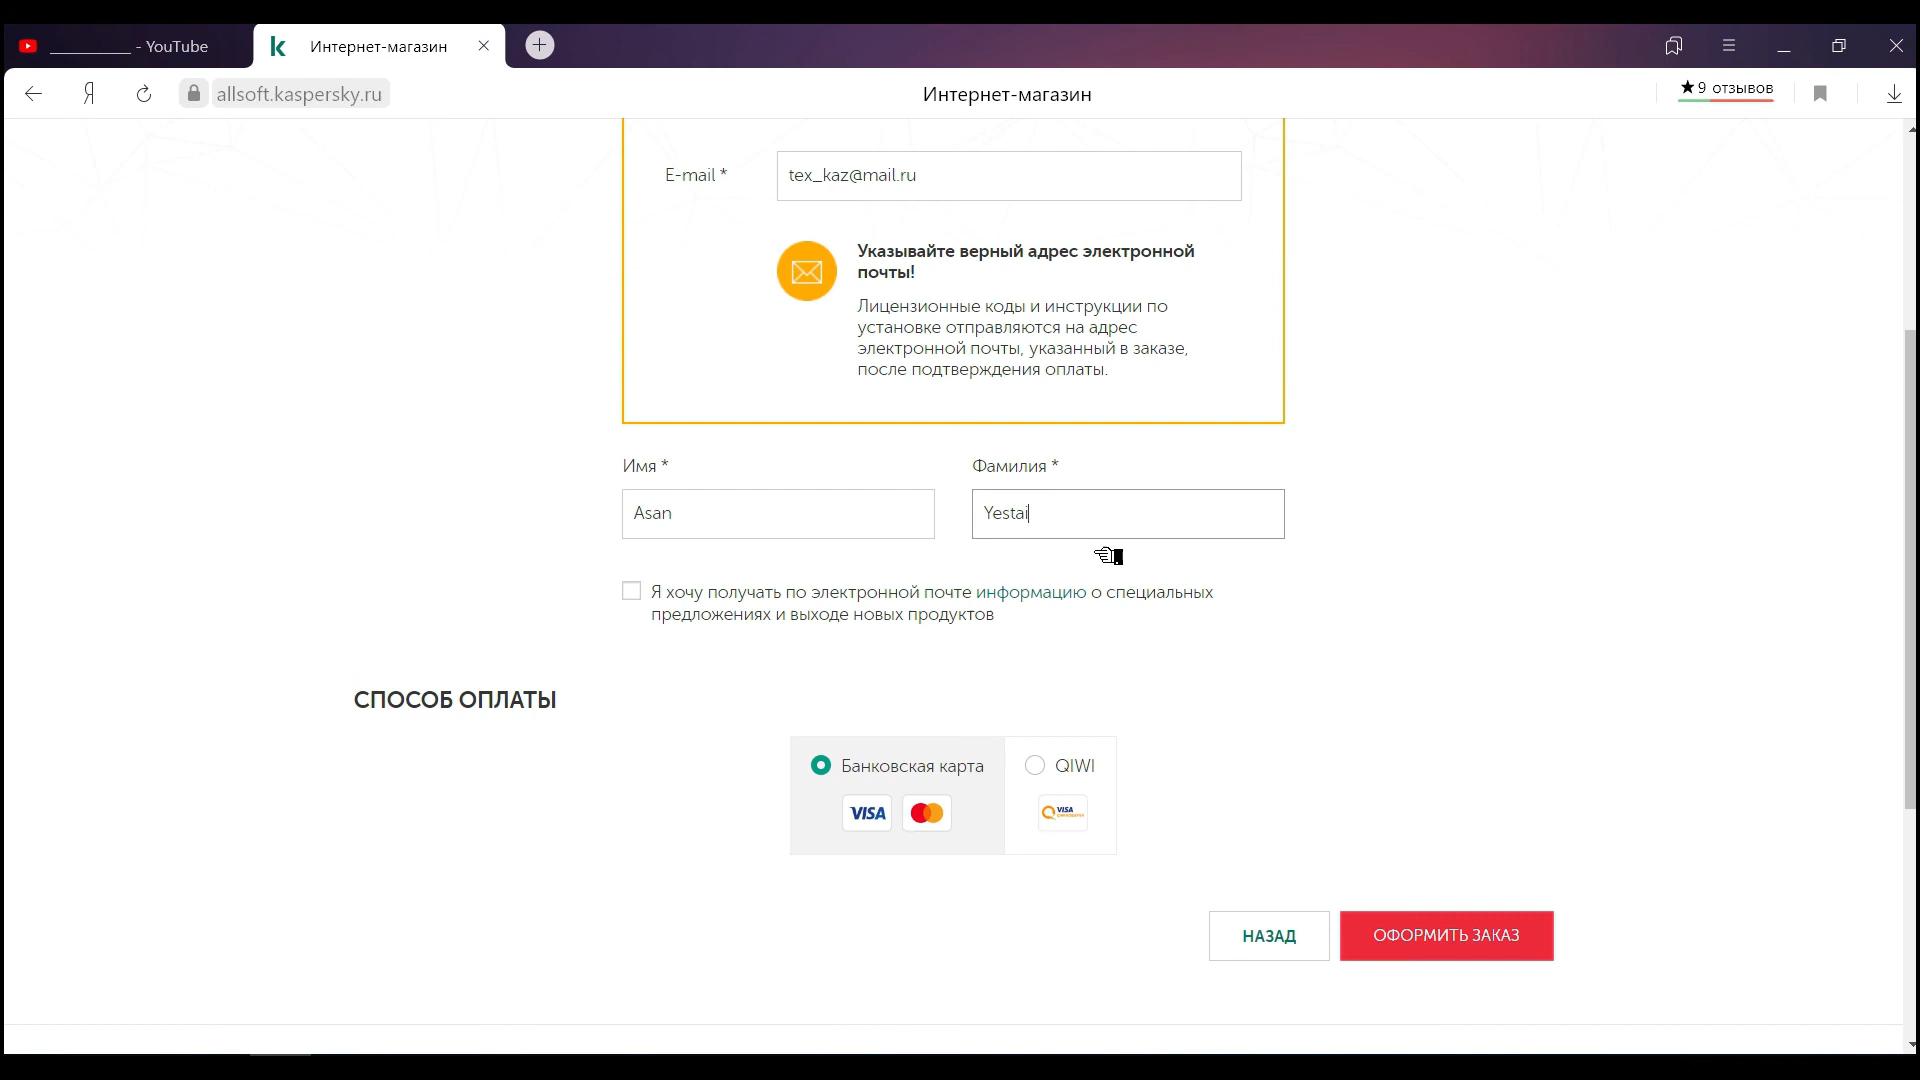 __________ - YouTube
Интернет-магазин
allsoft.kaspersky.ru
Интернет-магазин
★9 отзывов
E-mail *
tex_kaz@mail.ru
Указывайте верный адрес электронной
почты!
Лицензионные коды и инструкции по
установке отправляются на адрес
электронной почты, указанный в заказе,
после подтверждения оплаты.
Имя *
Фамилия *
Asan
Yestai
Я хочу получать по электронной почте информацию о специальных
предложениях и выходе новых продуктов
СПОСОБ ОПЛАТЫ
Банковская карта
QIWI
VISA
VISA
НАЗАД
ОФОРМИТЬ ЗАКАЗ